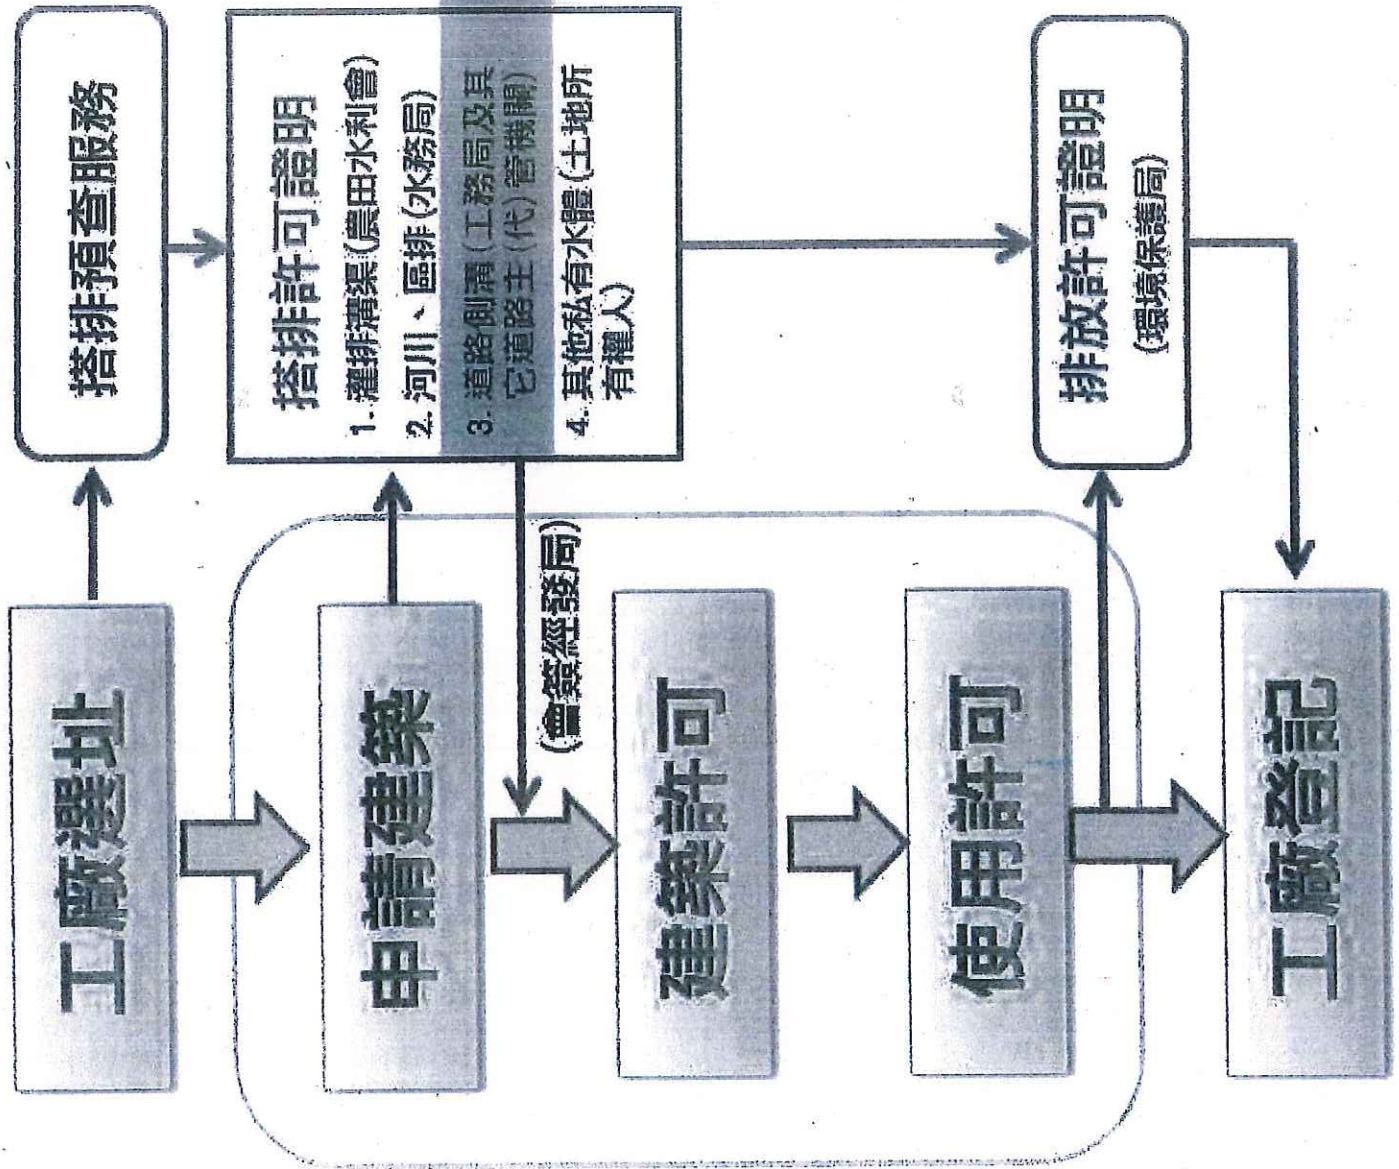 搭排預查服務
搭排許可證明
1. 灌排溝渠(農田水利會)
2. 河川、區排(水務局)
3. 道路側溝(工務局及其
它道路主(代)管機關)
4. 其他私有水體(土地所
有權人)
排放許可證明
(環境保護局)
(會簽經發局)
工廠選址
申請建築
建築許可
使用許可
工廠登記